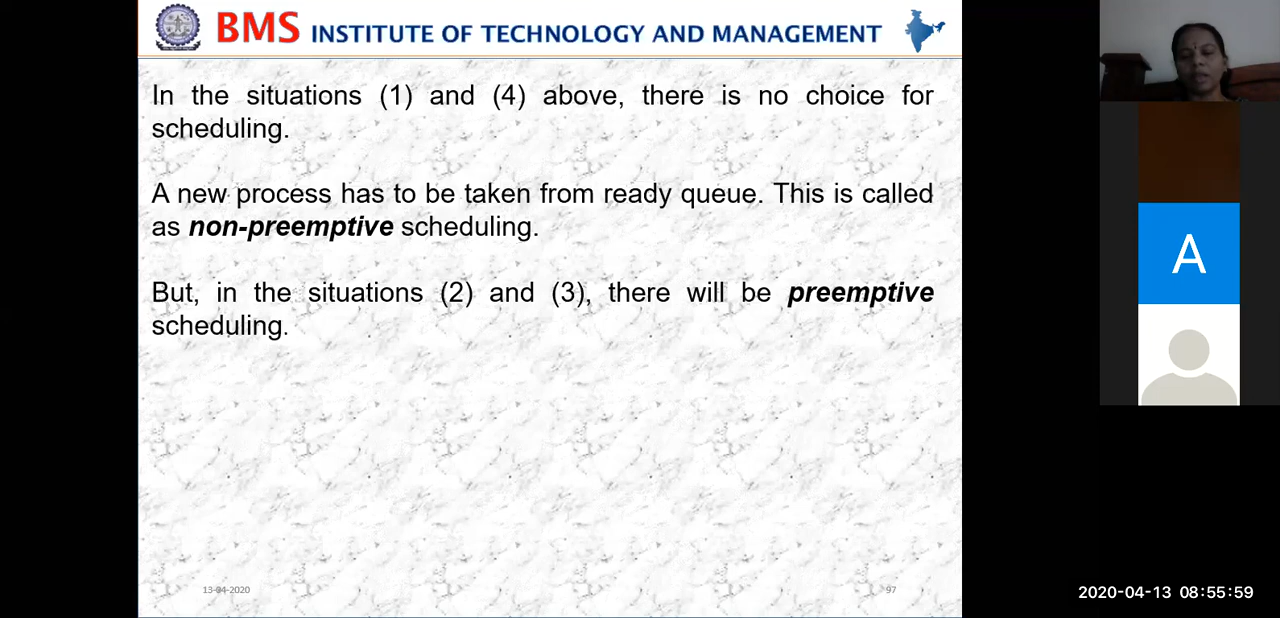 BMS INSTITUTE OF TECHNOLOGY AND MANAGEMENT
In the situations (1) and (4) above, there is no choice for
scheduling.
A new process has to be taken from ready queue. This is called
as non-preemptive scheduling.
But, in the situations (2) and (3), there will be preemptive
scheduling.
A
13-04-2020
97
2020-04-13 08:55:59